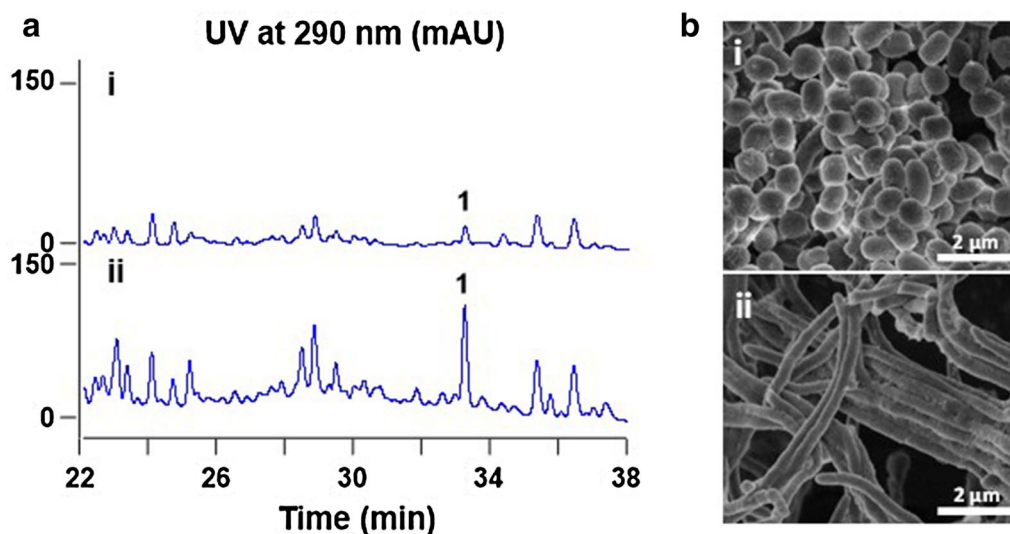 a
UV at 290 nm (mAU)
150
i
1
0
150
ii
1
0
22 26 30 34 38
Time (min)
b
i
2 µm
ii
2 µm